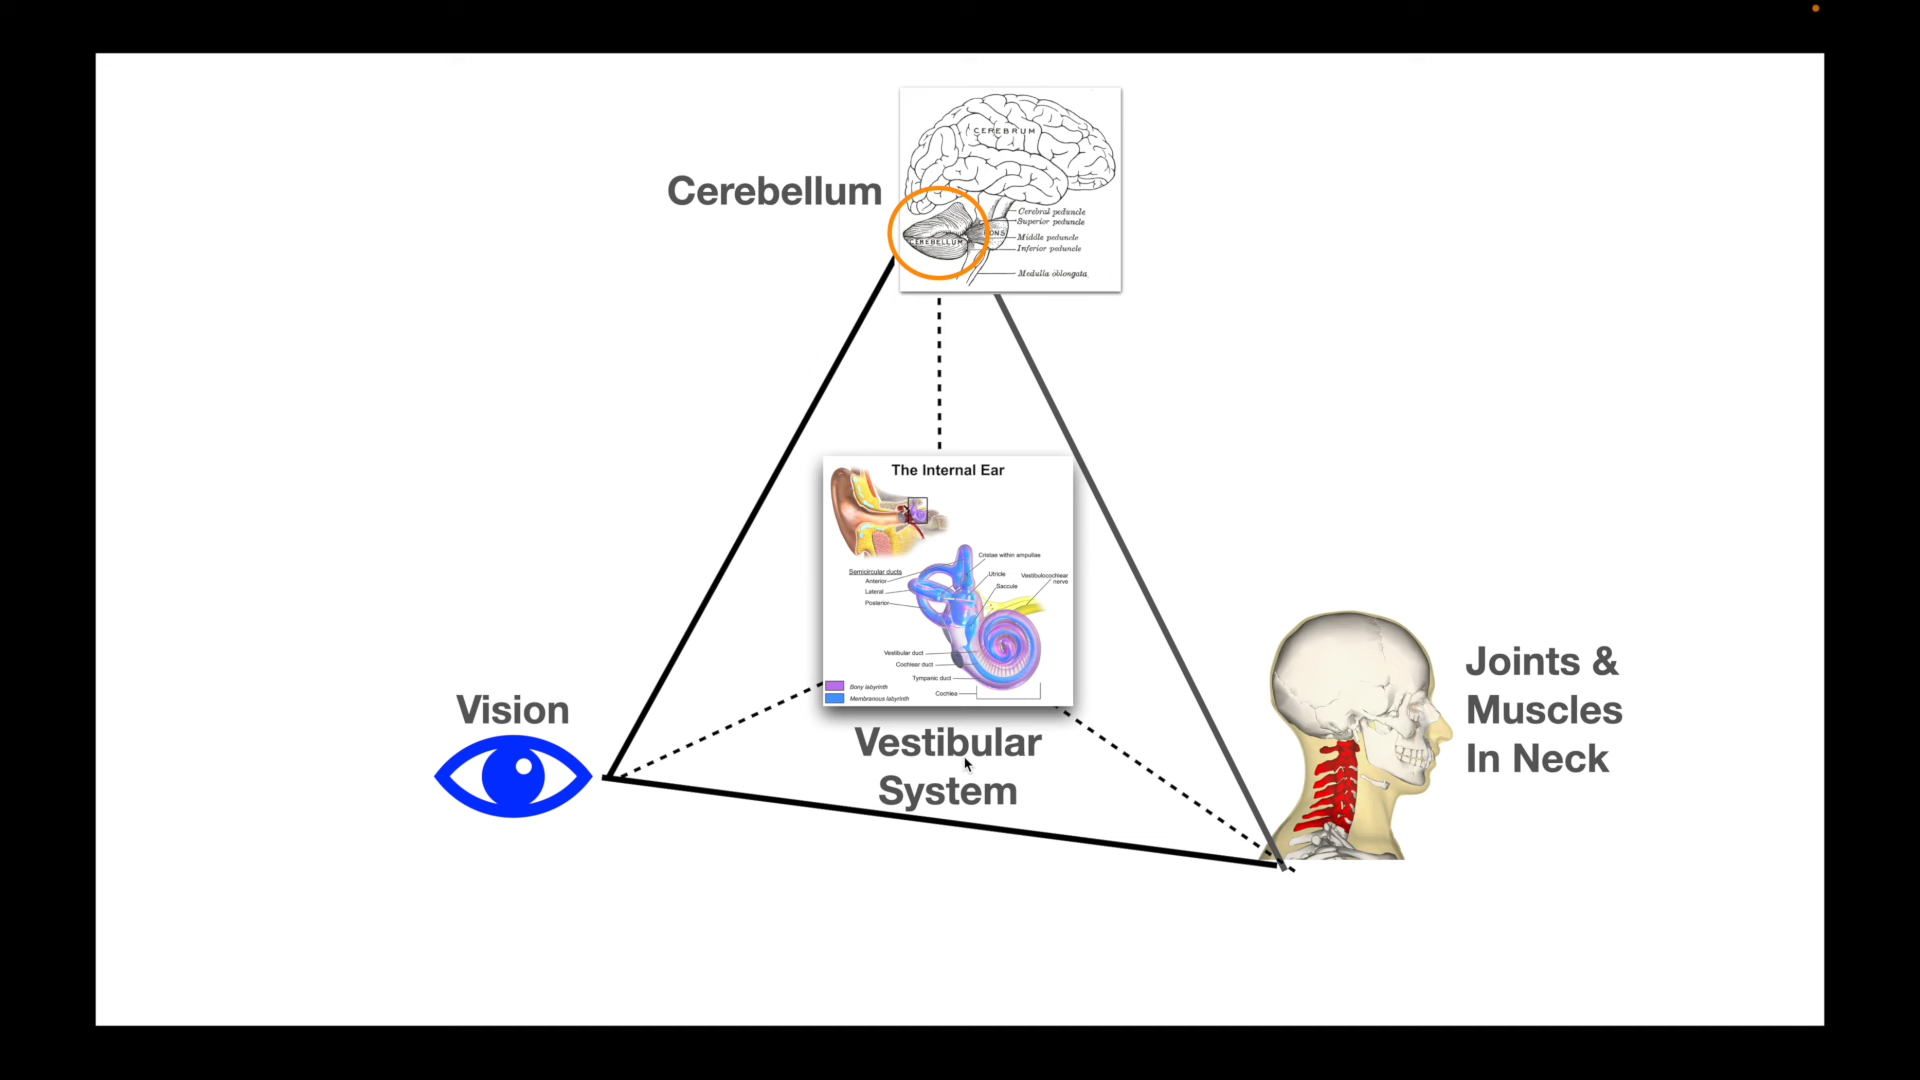 CEREBRUM
Cerebellum
Cerebral peduncle
Superior peduncle
PONS
Middle peduncle
CEREBELLUM
Inferior peduncle
Medulla oblongata
The Internal Ear
Cristae within ampullae
Semicircular ducts
Anterior
Lateral
Posterior
Utricle
Saccule
Vestibulocochlear
nerve
Vestibular duct
Cochlear duct
Tympanic duct
Cochlea
Bony labyrinth
Membranous labyrinth
Vestibular
System
Vision
Joints &
Muscles
In Neck